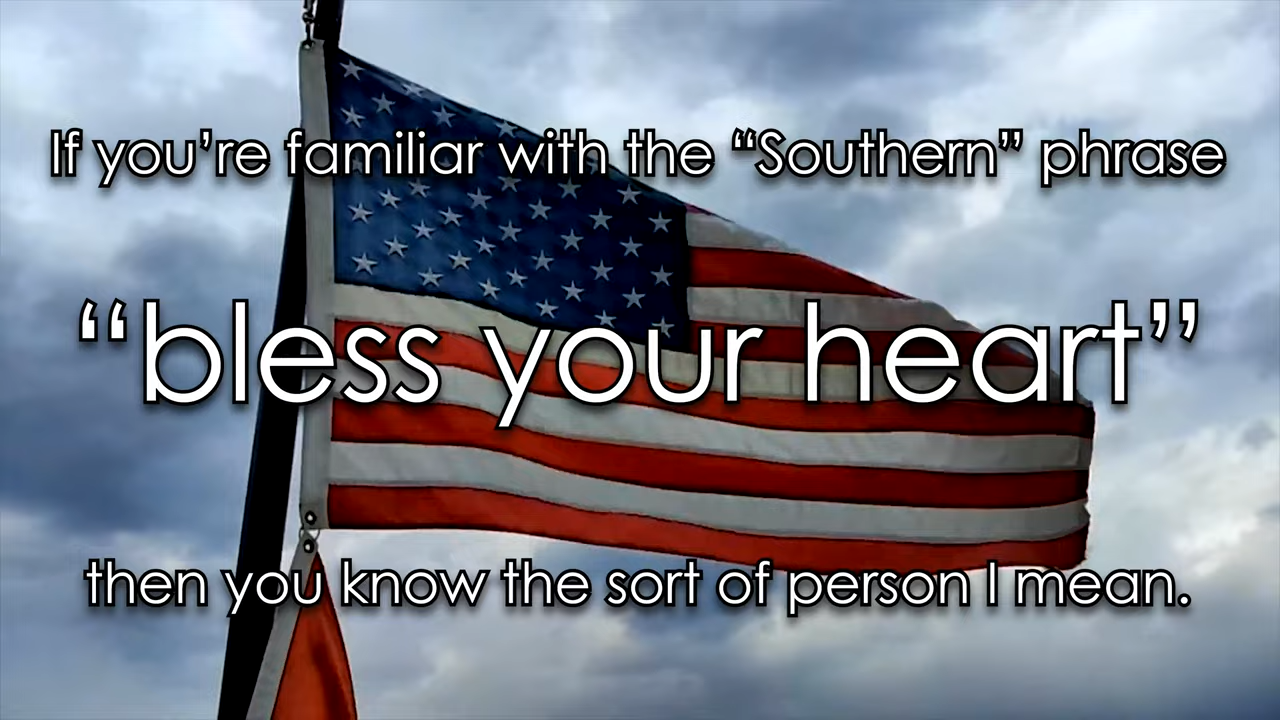 If you’re familiar with the “Southern” phrase
“bless your heart”
then you know the sort of person I mean.